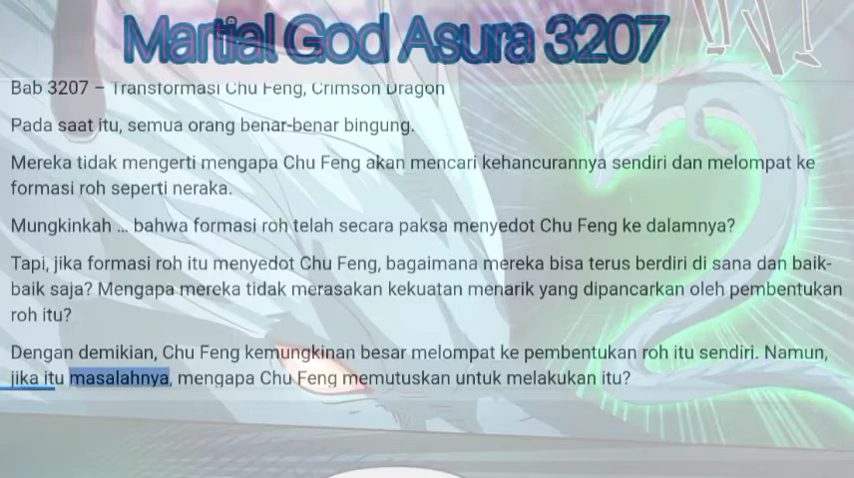 Martial God Asura 3207
Bab 3207 – Transformasi Chu Feng, Crimson Dragon
Pada saat itu, semua orang benar-benar bingung.
Mereka tidak mengerti mengapa Chu Feng akan mencari kehancurannya sendiri dan melompat ke
formasi roh seperti neraka.
Mungkinkah ... bahwa formasi roh telah secara paksa menyedot Chu Feng ke dalamnya?
Tapi, jika formasi roh itu menyedot Chu Feng, bagaimana mereka bisa terus berdiri di sana dan baik-
baik saja? Mengapa mereka tidak merasakan kekuatan menarik yang dipancarkan oleh pembentukan
roh itu?
Dengan demikian, Chu Feng kemungkinan besar melompat ke pembentukan roh itu sendiri. Namun,
jika itu masalahnya, mengapa Chu Feng memutuskan untuk melakukan itu?